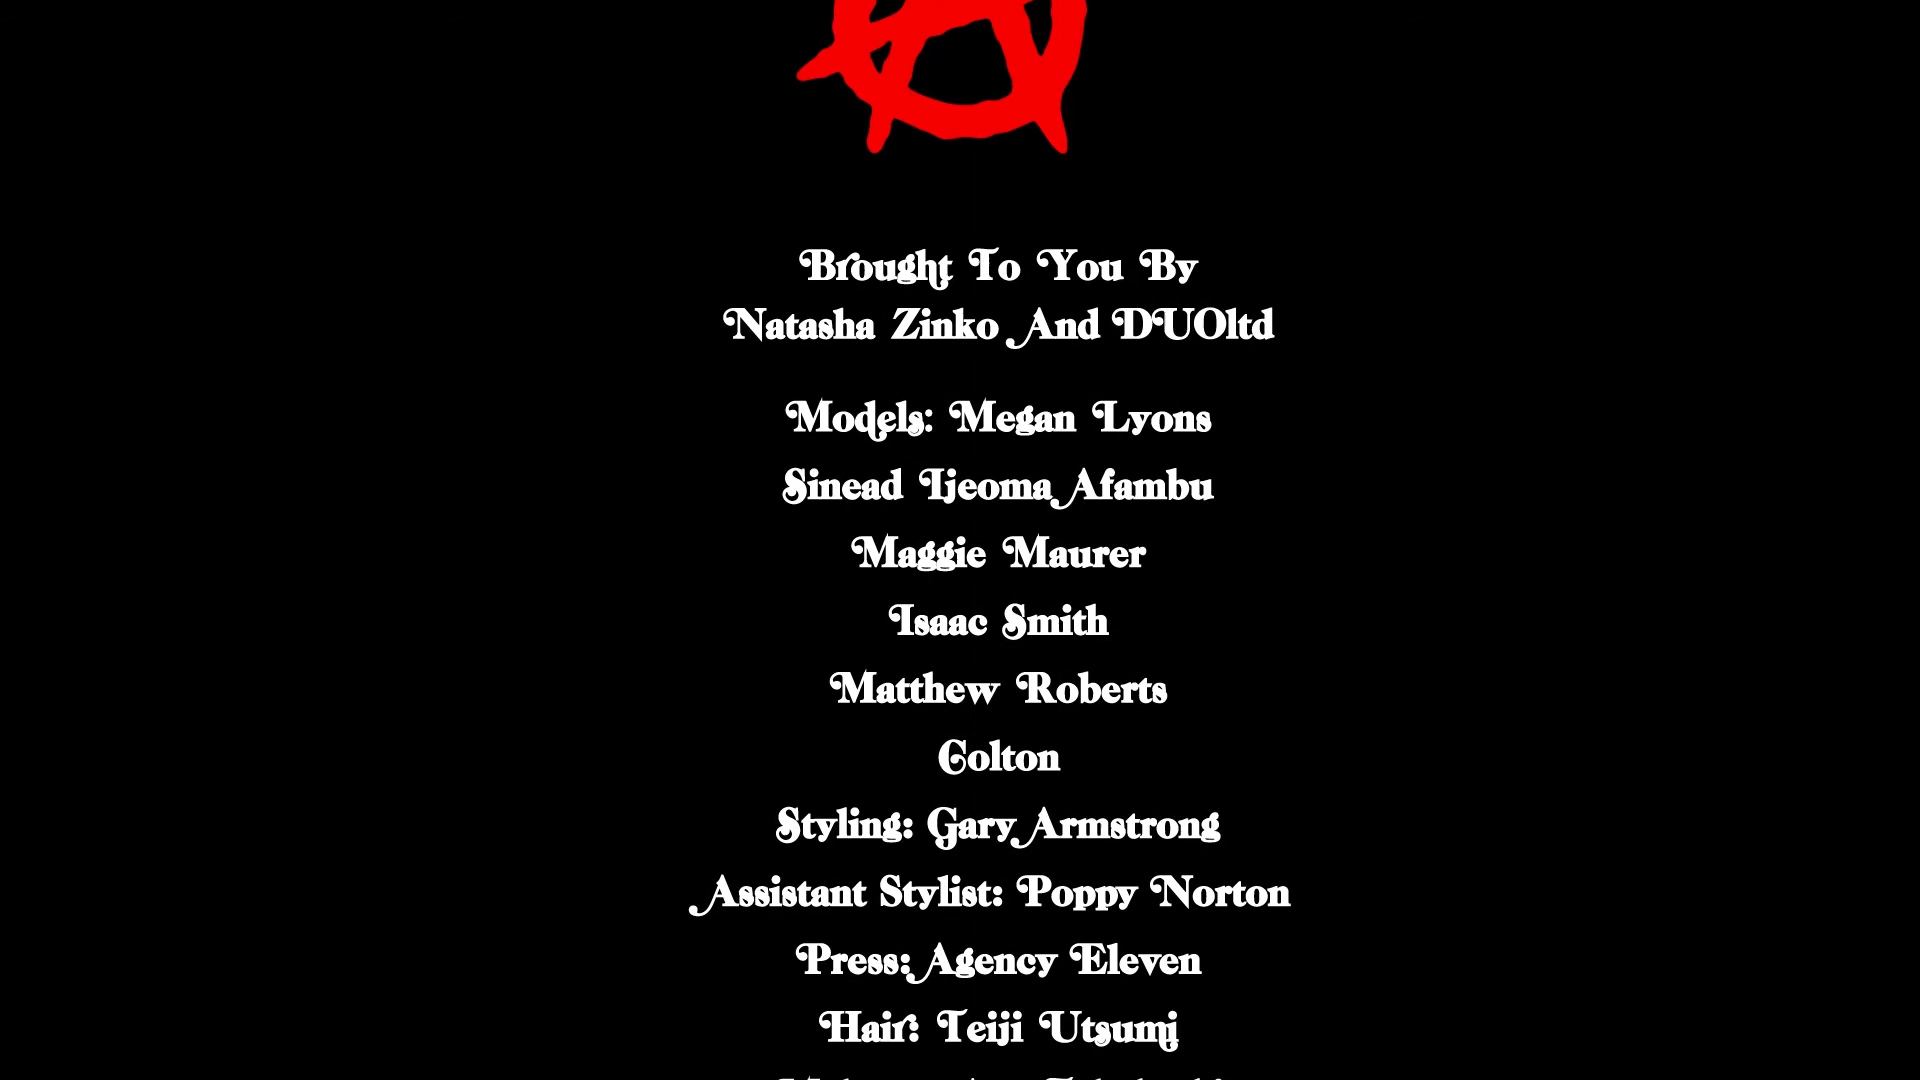 Brought To You By
Natasha Zinko And DUOltd
Models: Megan Lyons
Sinead Ijeoma Afambu
Maggie Maurer
Isaac Smith
Matthew Roberts
Colton
Styling: Gary Armstrong
Assistant Stylist: Poppy Norton
Press: Agency Eleven
Hair: Teiji Utsumi